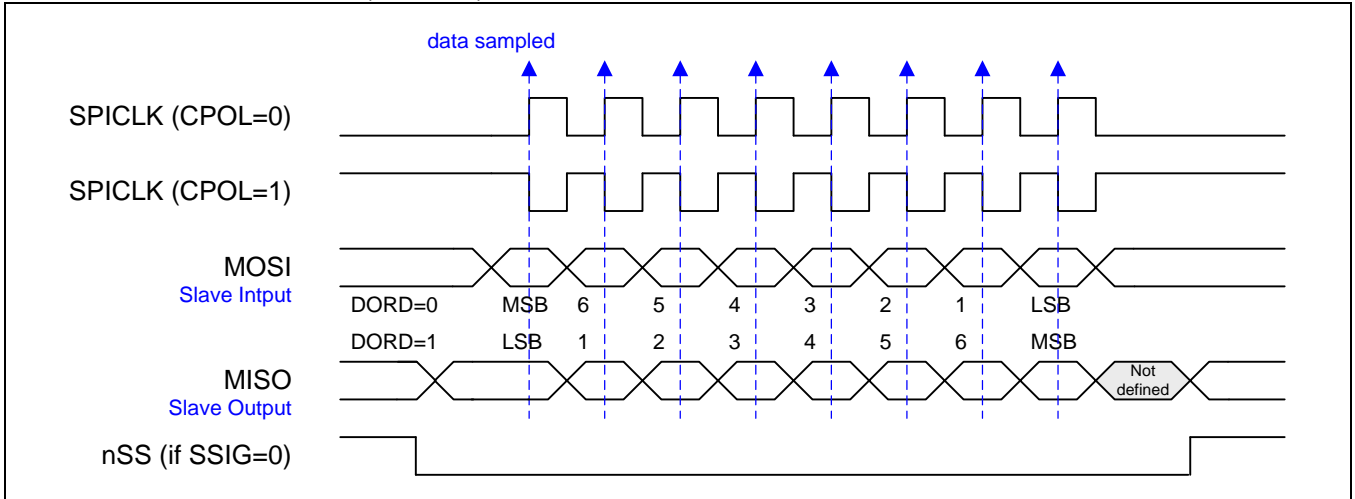 data sampled
SPICLK (CPOL=0)
SPICLK (CPOL=1)
MOSI
Slave Intput
DORD=0 MSB 6 5 4 3 2 1 LSB
DORD=1 LSB 1 2 3 4 5 6 MSB
MISO
Slave Output
Not
defined
nSS (if SSIG=0)